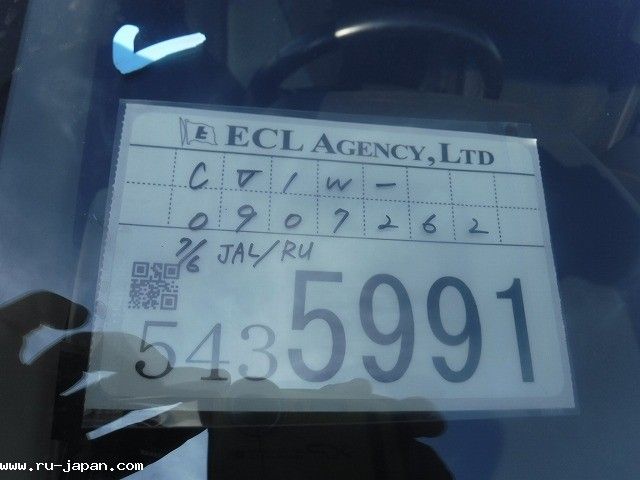 E ECL AGENCY, LTD
C V 1 W -
0 9 0 7 2 6 2
7/6 JAL/RU
543 5991
www.ru-japan.com